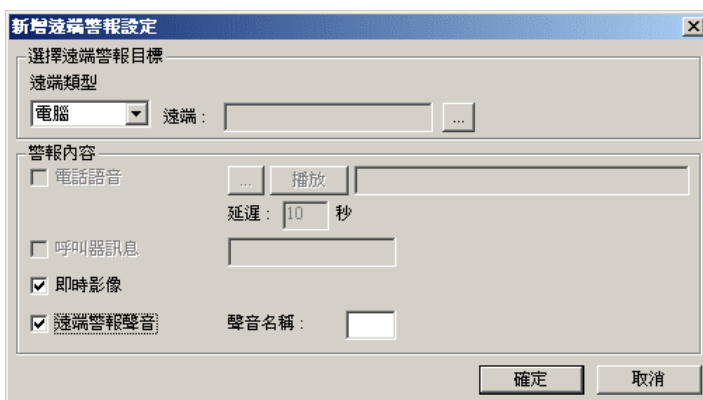 新增遠端警報設定
選擇遠端警報目標
遠端類型
電腦 遠端： ...
警報內容
電話語音 ... 播放
延遲： 10 秒
呼叫器訊息
即時影像
遠端警報聲音 聲音名稱：
確定 取消